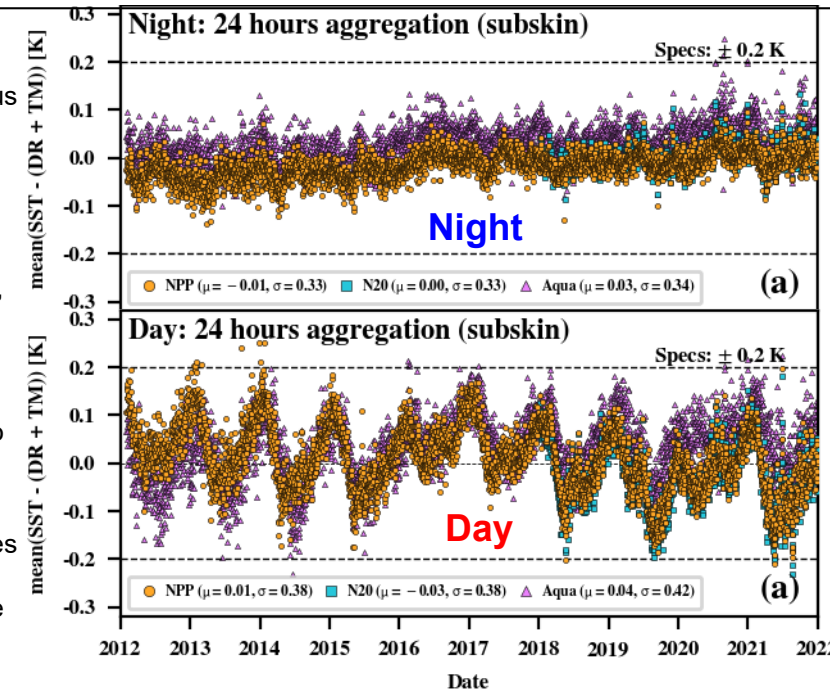 us
,
o
es
e
0.3
0.2
0.1
0.0
-0.1
-0.2
-0.3
mean(SST - (DR + TM)) [K]
Night: 24 hours aggregation (subskin)
Specs: ± 0.2 K
Night
NPP (μ = − 0.01, σ = 0.33) N20 (μ = 0.00, σ = 0.33) Aqua (μ = 0.03, σ = 0.34)
(a)
0.3
0.2
0.1
0.0
-0.1
-0.2
-0.3
mean(SST - (DR + TM)) [K]
Day: 24 hours aggregation (subskin)
Specs: ± 0.2 K
Day
NPP (μ = 0.01, σ = 0.38) N20 (μ = − 0.03, σ = 0.38) Aqua (μ = 0.04, σ = 0.42)
(a)
2012 2013 2014 2015 2016 2017 2018 2019 2020 2021 2022
Date